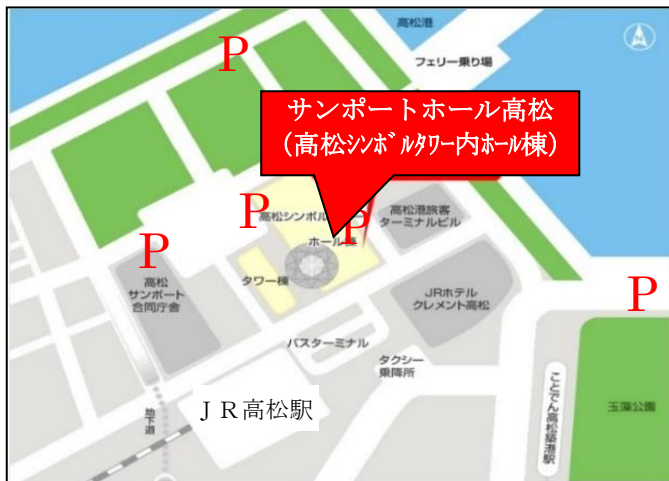 高松港
フェリー乗り場
P
サンポートホール高松
(高松シンボルタワー内ホール棟)
P
高松シンボル
P
ホール棟
高松港旅客
ターミナルビル
P
高松
サンポート
合同庁舎
タワー棟
JRホテル
クレメント高松
P
バスターミナル
タクシー
乗降所
ＪＲ高松駅
地下道
ことでん高松築港駅
玉藻公園